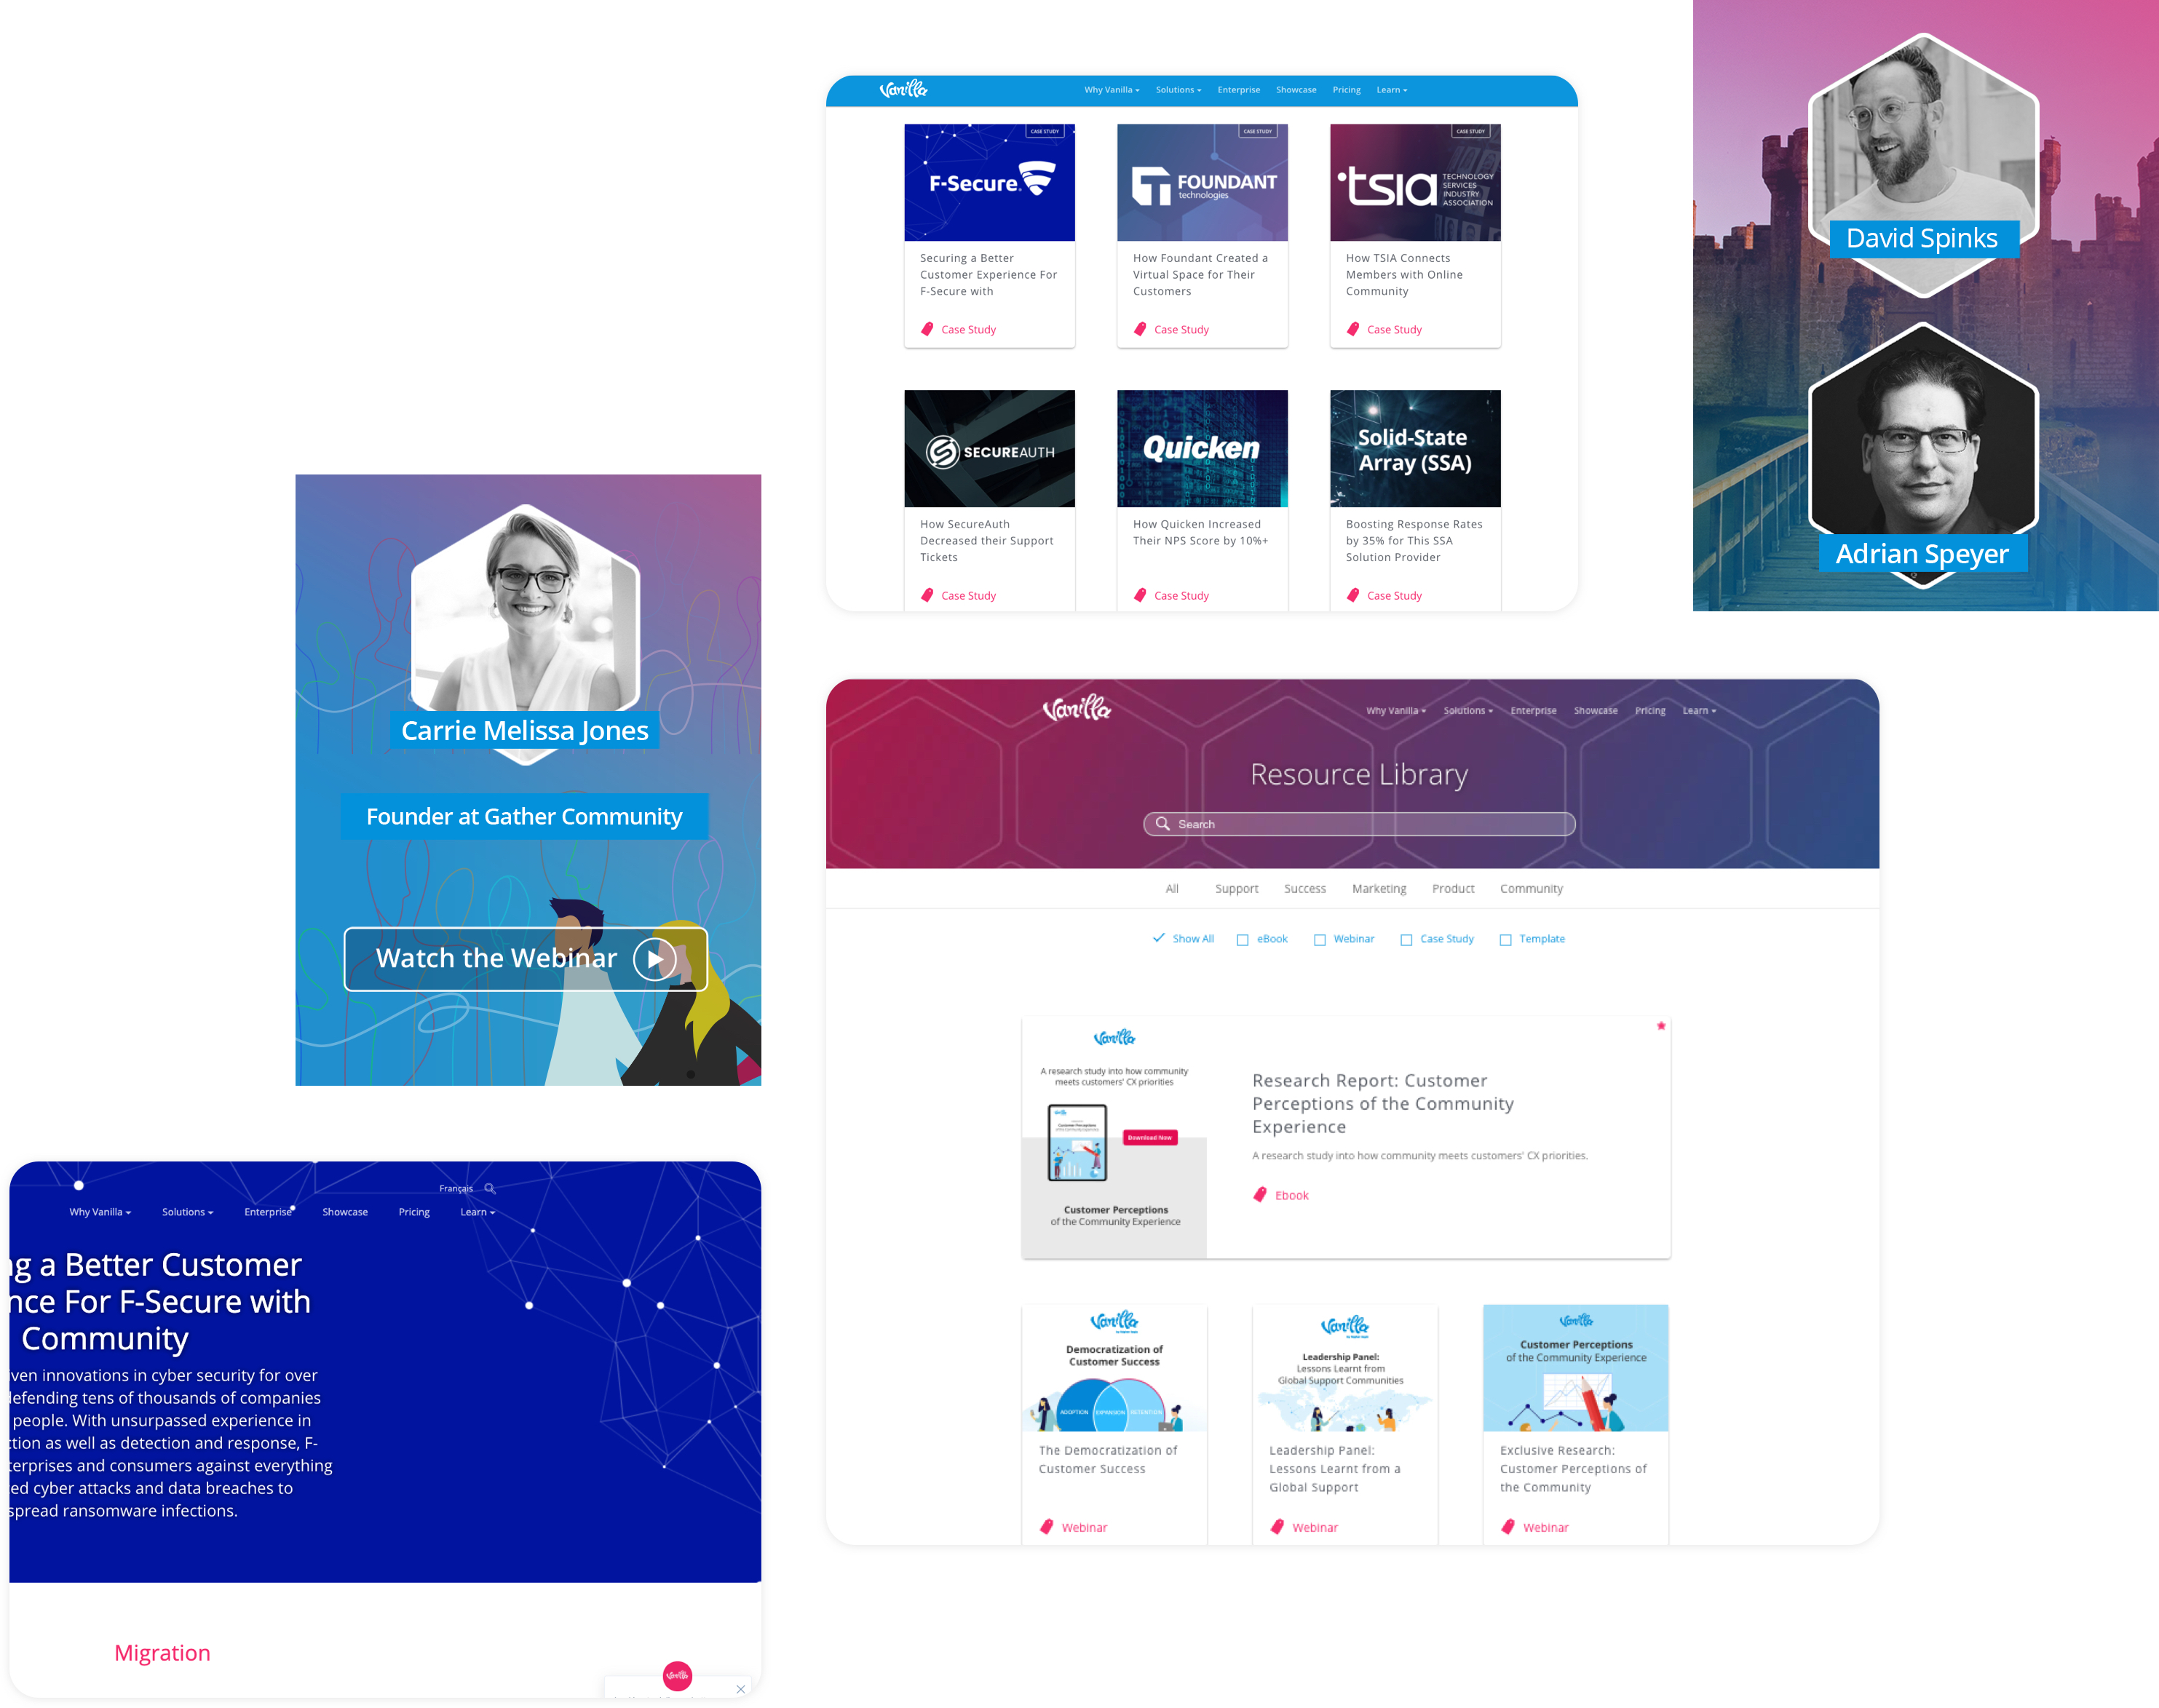 Vanilla
Why Vanilla
Solutions
Enterprise
Showcase
Pricing
Learn
CASE STUDY
F-Secure.
Securing a Better
Customer Experience For
F-Secure with
Case Study
CASE STUDY
FOUNDANT
technologies
How Foundant Created a
Virtual Space for Their
Customers
Case Study
CASE STUDY
tsia
TECHNOLOGY
SERVICES
INDUSTRY
ASSOCIATION
How TSIA Connects
Members with Online
Community
Case Study
SECUREAUTH
How SecureAuth
Decreased their Support
Tickets
Case Study
Quicken
How Quicken Increased
Their NPS Score by 10%+
Case Study
Solid-State
Array (SSA)
Boosting Response Rates
by 35% for This SSA
Solution Provider
Case Study
David Spinks
Adrian Speyer
Carrie Melissa Jones
Founder at Gather Community
Watch the Webinar
Vanilla
Why Vanilla
Solutions
Enterprise
Showcase
Pricing
Learn
Resource Library
Search
All
Support
Success
Marketing
Product
Community
Show All
eBook
Webinar
Case Study
Template
Vanilla
A research study into how community
meets customers' CX priorities
Download Now
Customer Perceptions
of the Community Experience
Research Report: Customer
Perceptions of the Community
Experience
A research study into how community meets customers' CX priorities.
Ebook
Vanilla
Democratization of
Customer Success
ADOPTION
EXPANSION
RETENTION
The Democratization of
Customer Success
Webinar
Vanilla
Leadership Panel:
Lessons Learnt from
Global Support Communities
Leadership Panel:
Lessons Learnt from a
Global Support
Webinar
Vanilla
Customer Perceptions
of the Community Experience
Exclusive Research:
Customer Perceptions of
the Community
Webinar
Français
Why Vanilla
Solutions
Enterprise
Showcase
Pricing
Learn
ng a Better Customer
nce For F-Secure with
Community
ven innovations in cyber security for over
defending tens of thousands of companies
people. With unsurpassed experience in
ction as well as detection and response, F-
terprises and consumers against everything
ed cyber attacks and data breaches to
spread ransomware infections.
Migration
Vanilla